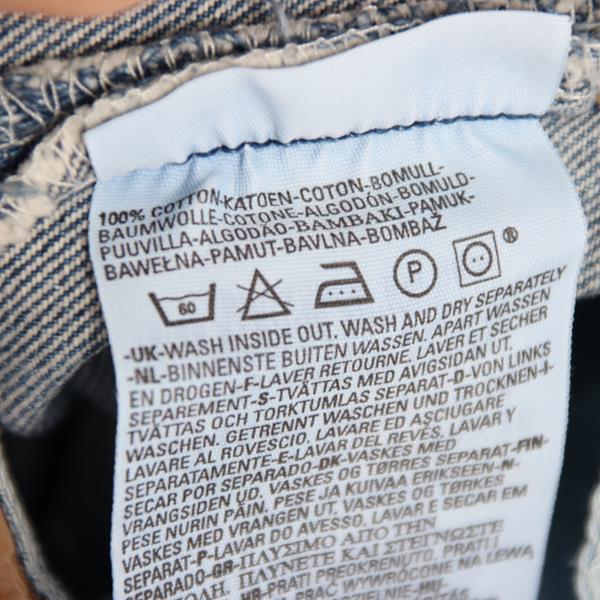 100% COTTON-KATOEN-COTON-BOMULL-
BAUMWOLLE-COTONE-ALGODÓN-BOMULD-
PUUVILLA-ALGODÃO-BAMBAKI-PAMUK-
BAWEŁNA-PAMUT-BAVLNA-BOMBAŽ
60 P ®
-UK-WASH INSIDE OUT, WASH AND DRY SEPARATELY
-NL-BINNENSTE BUITEN WASSEN, APART WASSEN
EN DROGEN-F-LAVER RETOURNE, LAVER ET SECHER
SEPAREMENT-S-TVÄTTAS MED AVIGSIDAN UT,
TVÄTTAS OCH TORKTUMLAS SEPARAT-D-VON LINKS
WASCHEN. GETRENNT WASCHEN UND TROCKNEN-I-
LAVARE AL ROVESCIO, LAVARE ED ASCIUGARE
SEPARATAMENTE-E-LAVAR DEL REVÉS, LAVAR Y
SECAR POR SEPARADO-DK-VASKES MED
VRANGSIDEN UD, VASKES OG TØRRES SEPARAT-FIN-
PESE NURIN PÄIN, PESE JA KUIVAA ERIKSEEN-N-
VASKES MED VRANGEN UT, VASKES OG TØRKES
SEPARAT-P-LAVAR DO AVESSO, LAVAR E SECAR EM
SEPARADO-GR-ΠΛΥΣΙΜΟ ΑΠΟ ΤΗΝ
ΠΛΥΝΕΤΕ ΚΑΙ ΣΤΕΓΝΩΣΤΕ
HR-PRATI PREOKRENUTO, PRATI I
PRAĆ WYWRÓCONE NA LEWĄ
-HU-